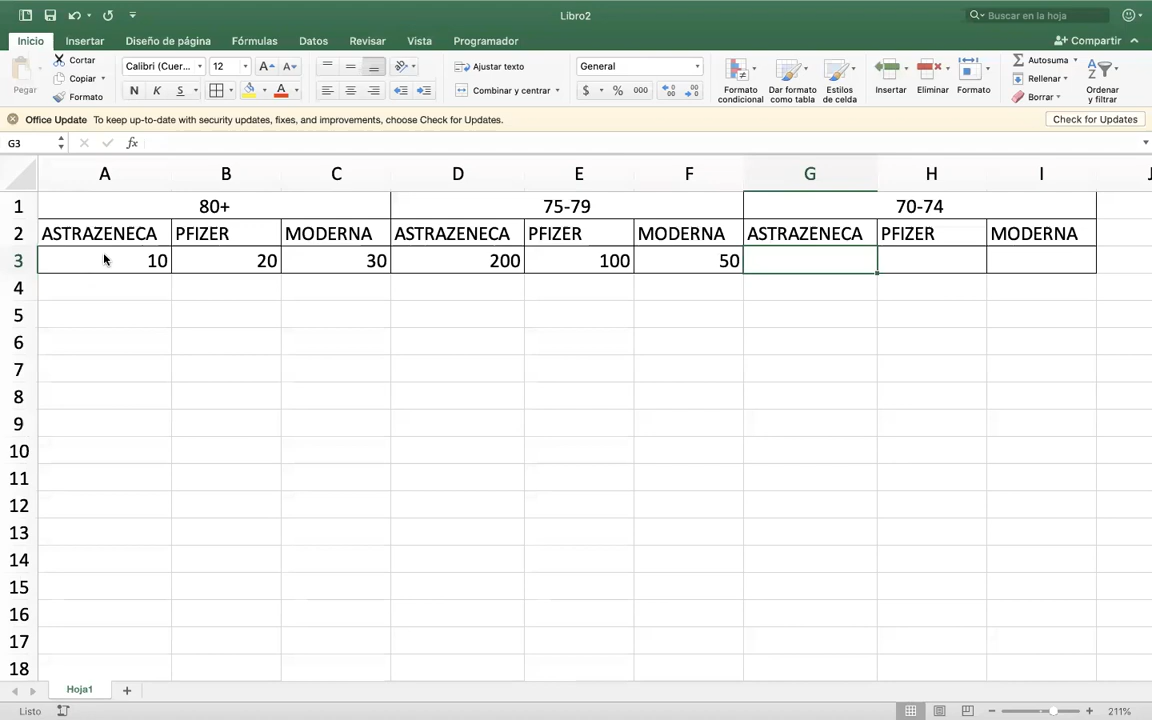 Libro2
Buscar en la hoja
Inicio Insertar Diseño de página Fórmulas Datos Revisar Vista Programador
Compartir
Pegar
Cortar
Copiar
Formato
Calibri (Cuer... 12
N K S
Ajustar texto
Combinar y centrar
General
$ % 000
Formato condicional
Dar formato como tabla
Estilos de celda
Insertar
Eliminar
Formato
Autosuma
Rellenar
Borrar
Ordenar y filtrar
Office Update To keep up-to-date with security updates, fixes, and improvements, choose Check for Updates.
Check for Updates
G3 fx
A B C D E F G H I J
1 80+ 75-79 70-74
2 ASTRAZENECA PFIZER MODERNA ASTRAZENECA PFIZER MODERNA ASTRAZENECA PFIZER MODERNA
3 10 20 30 200 100 50
4
5
6
7
8
9
10
11
12
13
14
15
16
17
18
Hoja1
Listo
211%